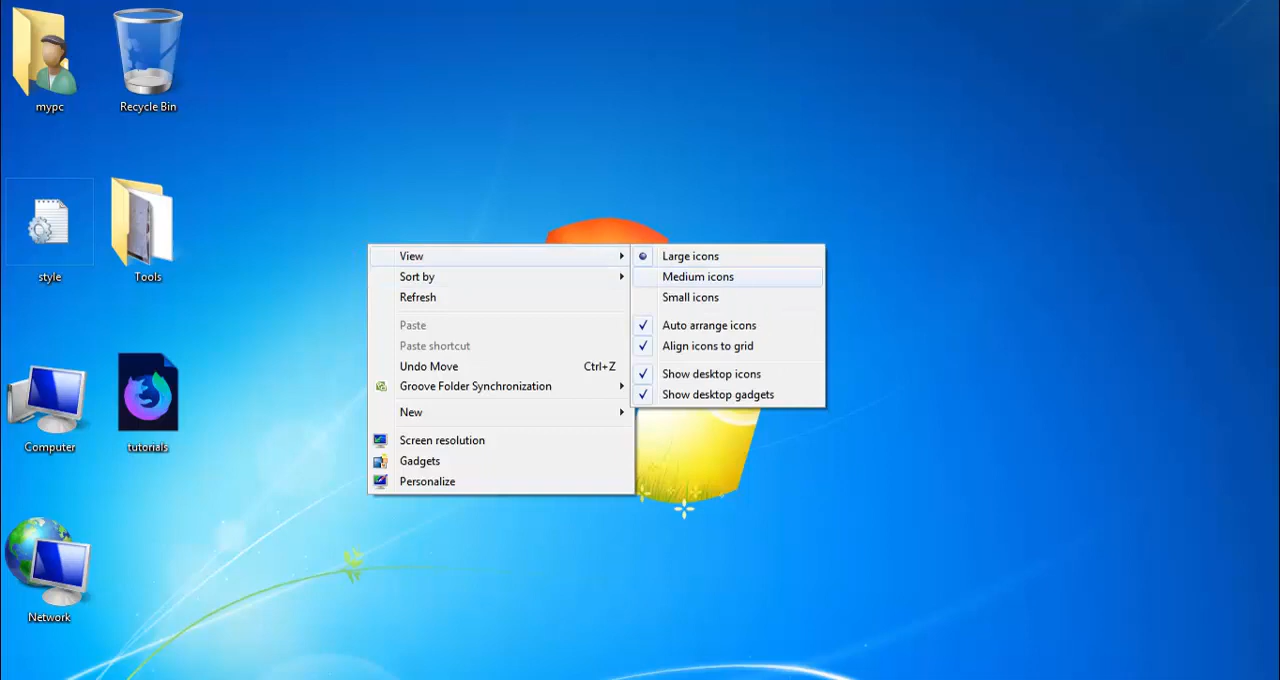 mypc
Recycle Bin
style
Tools
Computer
tutorials
Network
View
Sort by
Refresh
Paste
Paste shortcut
Undo Move Ctrl+Z
Groove Folder Synchronization
New
Screen resolution
Gadgets
Personalize
Large icons
Medium icons
Small icons
Auto arrange icons
Align icons to grid
Show desktop icons
Show desktop gadgets